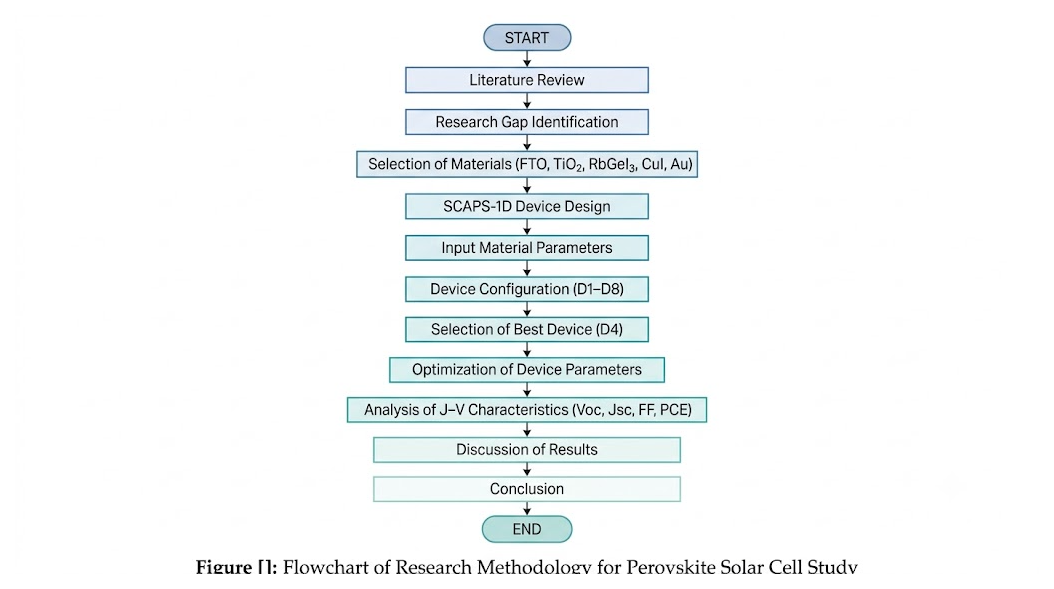 START
Literature Review
Research Gap Identification
Selection of Materials (FTO, TiO₂, RbGeI₃, CuI, Au)
SCAPS-1D Device Design
Input Material Parameters
Device Configuration (D1–D8)
Selection of Best Device (D4)
Optimization of Device Parameters
Analysis of J–V Characteristics (Voc, Jsc, FF, PCE)
Discussion of Results
Conclusion
END
Figure []: Flowchart of Research Methodology for Perovskite Solar Cell Study